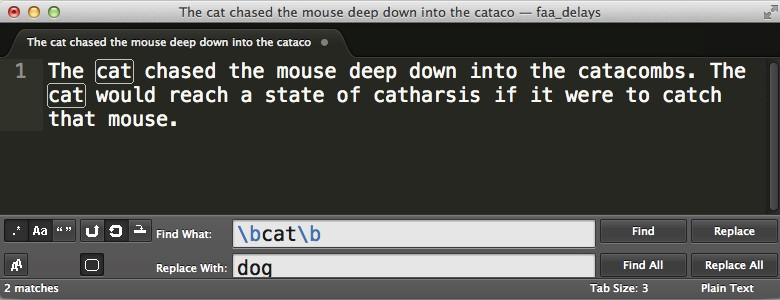 The cat chased the mouse deep down into the cataco — faa_delays
The cat chased the mouse deep down into the cataco
1 The cat chased the mouse deep down into the catacombs. The
cat would reach a state of catharsis if it were to catch
that mouse.
.* Aa “” Find What: \bcat\b Find Replace
Replace With: dog Find All Replace All
2 matches Tab Size: 3 Plain Text